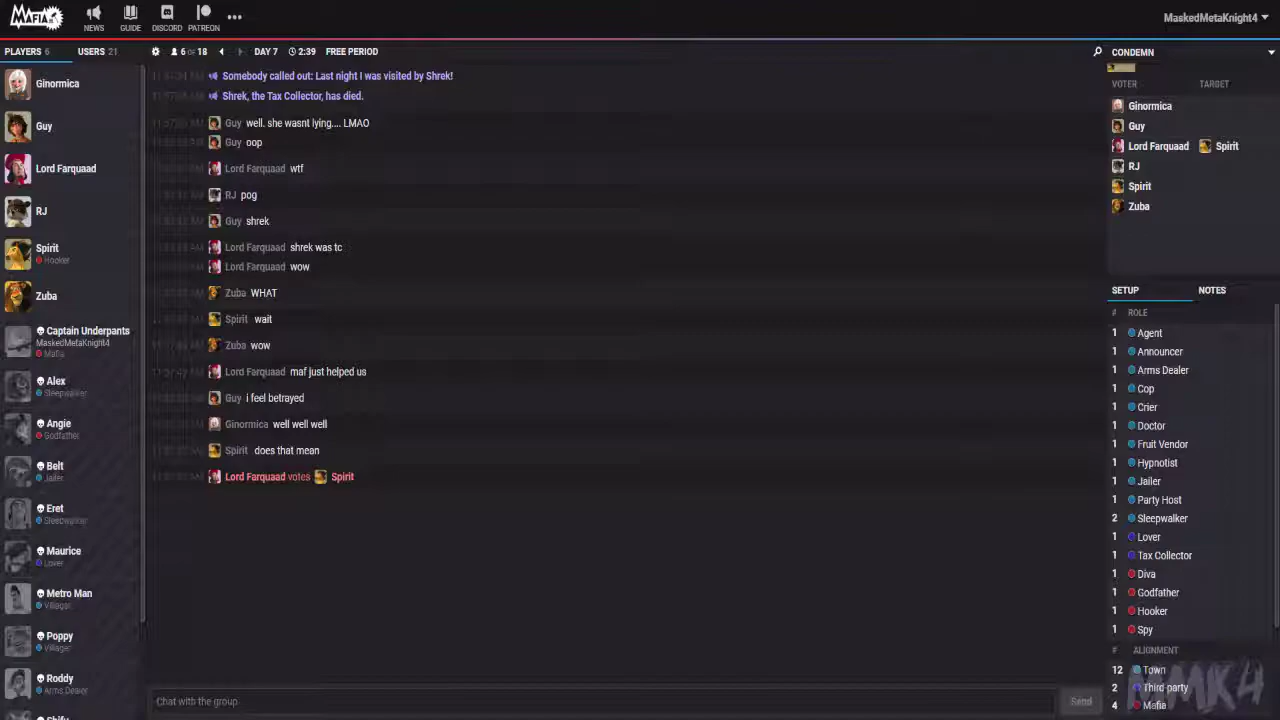 MAFIA
NEWS
GUIDE
DISCORD
PATREON
MaskedMetaKnight4
PLAYERS 6
USERS 21
6 OF 18
DAY 7
2:39
FREE PERIOD
Ginormica
Guy
Lord Farquaad
RJ
Spirit
Hooker
Zuba
Captain Underpants
MaskedMetaKnight4
Mafia
Alex
Sleepwalker
Angie
Godfather
Belt
Jailer
Eret
Sleepwalker
Maurice
Lover
Metro Man
Villager
Poppy
Villager
Roddy
Arms Dealer
Somebody called out: Last night I was visited by Shrek!
Shrek, the Tax Collector, has died.
Guy well. she wasnt lying.... LMAO
Guy oop
Lord Farquaad wtf
RJ pog
Guy shrek
Lord Farquaad shrek was tc
Lord Farquaad wow
Zuba WHAT
Spirit wait
Zuba wow
Lord Farquaad maf just helped us
Guy i feel betrayed
Ginormica well well well
Spirit does that mean
Lord Farquaad votes Spirit
Chat with the group.
Send
CONDEMN
VOTER TARGET
Ginormica
Guy
Lord Farquaad Spirit
RJ
Spirit
Zuba
SETUP NOTES
# ROLE
1 Agent
1 Announcer
1 Arms Dealer
1 Cop
1 Crier
1 Doctor
1 Fruit Vendor
1 Hypnotist
1 Jailer
1 Party Host
2 Sleepwalker
1 Lover
1 Tax Collector
1 Diva
1 Godfather
1 Hooker
1 Spy
# ALIGNMENT
12 Town
2 Third-party
4 Mafia
MMK4